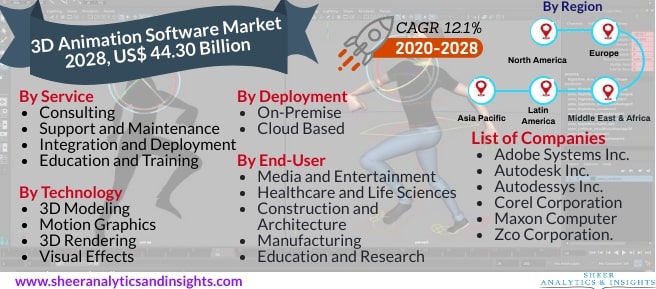 3D Animation Software Market
2028, US$ 44.30 Billion
CAGR 12.1%
2020-2028
By Region
North America
Europe
Asia Pacific
Latin
America
Middle East & Africa
By Service
• Consulting
• Support and Maintenance
• Integration and Deployment
• Education and Training
By Technology
• 3D Modeling
• Motion Graphics
• 3D Rendering
• Visual Effects
By Deployment
• On-Premise
• Cloud Based
By End-User
• Media and Entertainment
• Healthcare and Life Sciences
• Construction and
Architecture
• Manufacturing
• Education and Research
List of Companies
• Adobe Systems Inc.
• Autodesk Inc.
• Autodessys Inc.
• Corel Corporation
• Maxon Computer
• Zco Corporation.
www.sheeranalyticsandinsights.com
SHEER
ANALYTICS & INSIGHTS